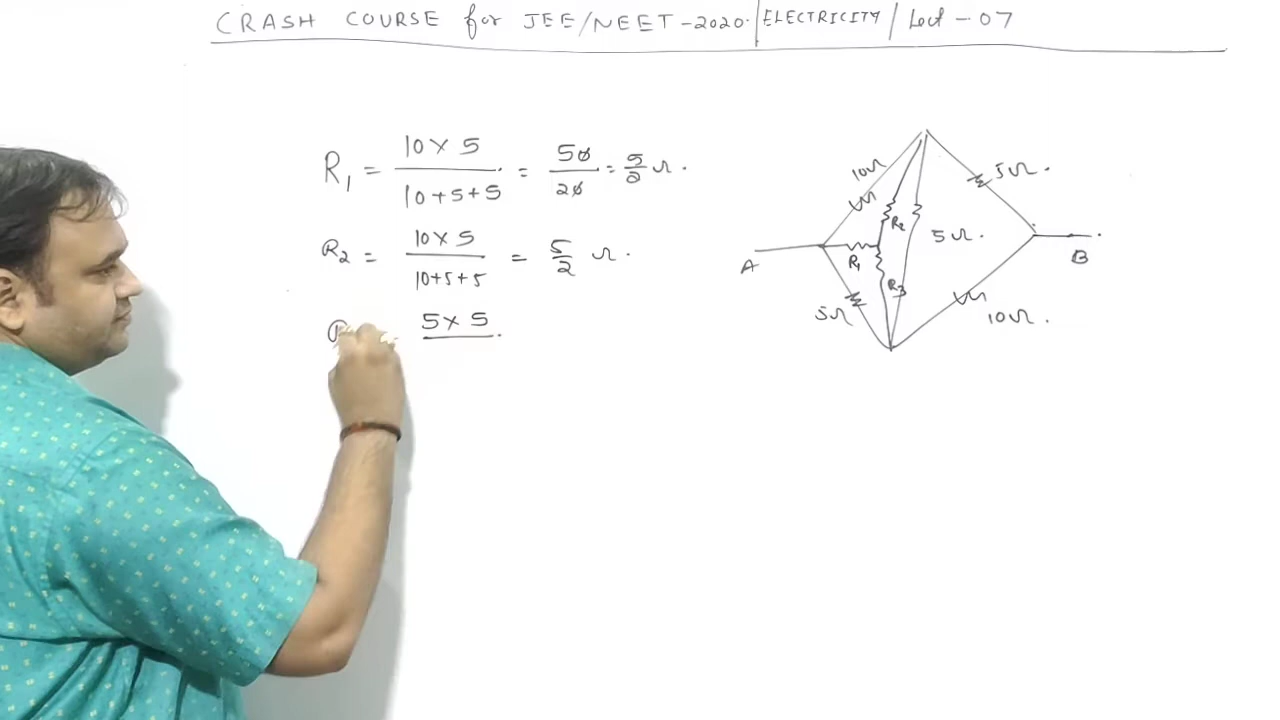 CRASH COURSE for JEE/NEET-2020. | ELECTRICITY / Lect - 07
R₁ = 10 x 5 / 10+5+5 = 50 / 20 = 5/2 Ω.
R₂ = 10 x 5 / 10+5+5 = 5/2 Ω.
5 x 5
10Ω
5Ω.
R₂
5Ω.
A
R₁
B
R₃
5Ω
10Ω.